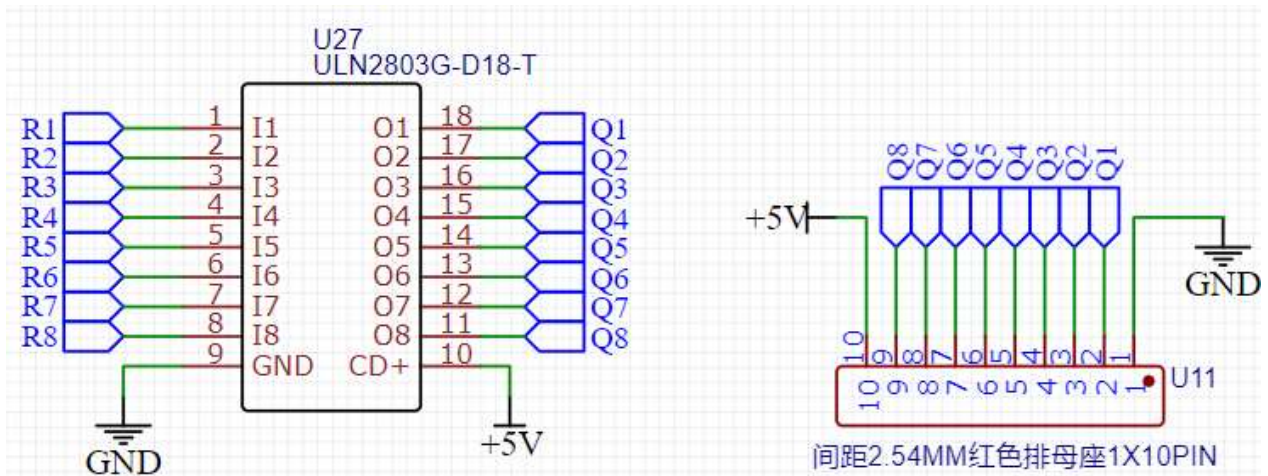 U27
ULN2803G-D18-T
R1 1 I1 O1 18 Q1
R2 2 I2 O2 17 Q2
R3 3 I3 O3 16 Q3
R4 4 I4 O4 15 Q4
R5 5 I5 O5 14 Q5
R6 6 I6 O6 13 Q6
R7 7 I7 O7 12 Q7
R8 8 I8 O8 11 Q8
9 GND CD+ 10
GND
+5V
Q8 Q7 Q6 Q5 Q4 Q3 Q2 Q1
+5V
GND
10 9 8 7 6 5 4 3 2 1
10 9 8 7 6 5 4 3 2 1
U11
间距2.54MM红色排母座1X10PIN